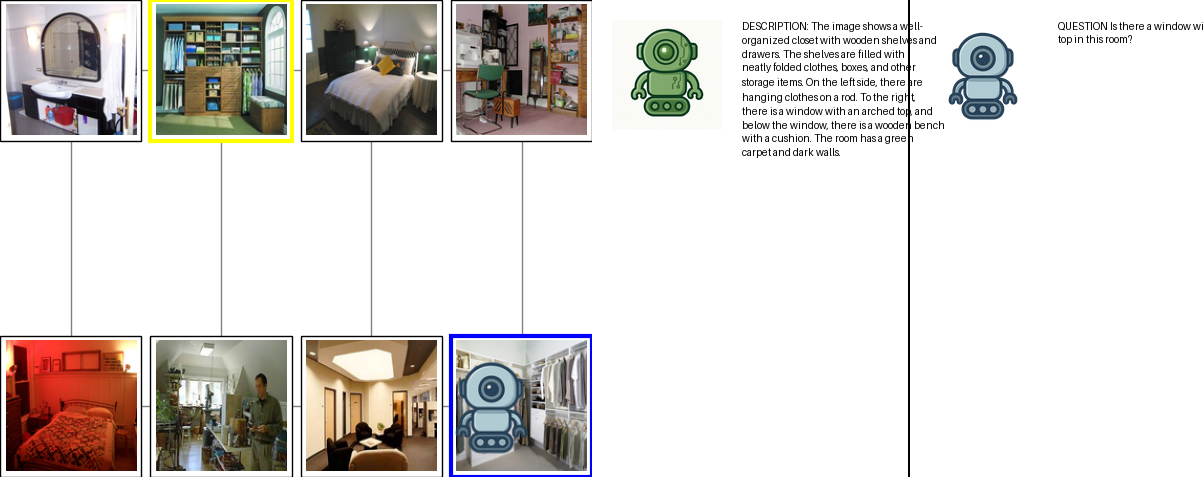 DESCRIPTION: The image shows a well-
organized closet with wooden shelves and
drawers. The shelves are filled with
neatly folded clothes, boxes, and other
storage items. On the left side, there are
hanging clothes on a rod. To the right,
there is a window with an arched top, and
below the window, there is a wooden bench
with a cushion. The room has a green
carpet and dark walls.
QUESTION Is there a window wi
top in this room?